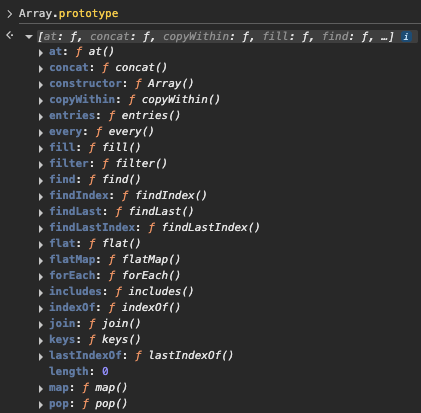 > Array.prototype
[at: ƒ, concat: ƒ, copyWithin: ƒ, fill: ƒ, find: ƒ, …] i
at: ƒ at()
concat: ƒ concat()
constructor: ƒ Array()
copyWithin: ƒ copyWithin()
entries: ƒ entries()
every: ƒ every()
fill: ƒ fill()
filter: ƒ filter()
find: ƒ find()
findIndex: ƒ findIndex()
findLast: ƒ findLast()
findLastIndex: ƒ findLastIndex()
flat: ƒ flat()
flatMap: ƒ flatMap()
forEach: ƒ forEach()
includes: ƒ includes()
indexOf: ƒ indexOf()
join: ƒ join()
keys: ƒ keys()
lastIndexOf: ƒ lastIndexOf()
length: 0
map: ƒ map()
pop: ƒ pop()